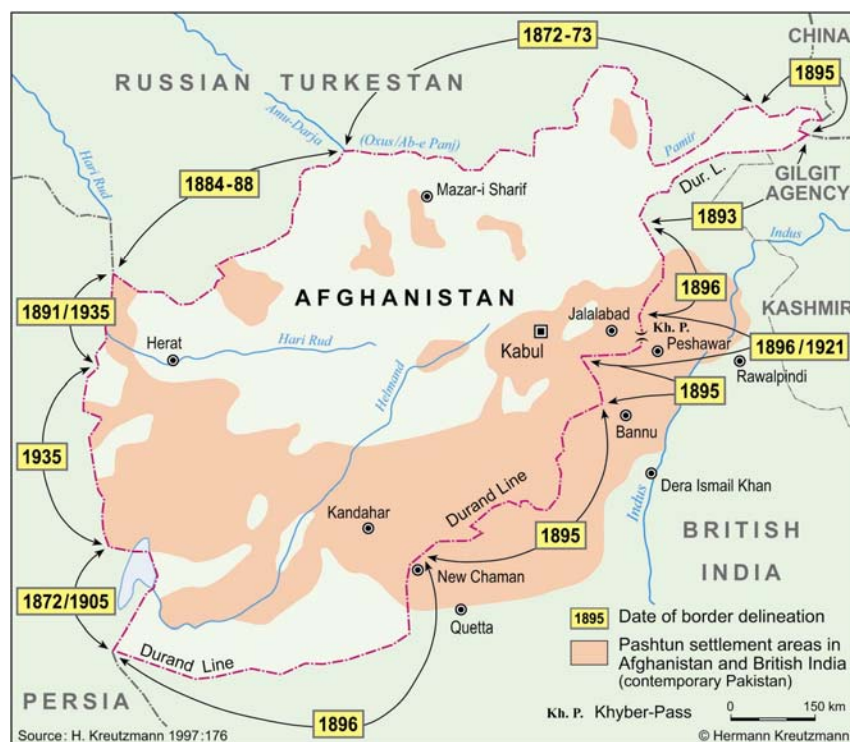 CHINA
1872-73
1895
RUSSIAN TURKESTAN
Amu-Darja
(Oxus/Ab-e Panj)
Pamir
Hari Rud
Dur. L.
GILGIT
AGENCY
1884-88
Mazar-i Sharif
1893
Indus
1896
AFGHANISTAN
KASHMIR
1891/1935
Jalalabad
Kh. P.
Herat
Hari Rud
Kabul
Peshawar
1896/1921
Rawalpindi
Helmand
1895
Bannu
1935
Dera Ismail Khan
Durand Line
Indus
Kandahar
1895
BRITISH
INDIA
New Chaman
1872/1905
Quetta
Durand Line
PERSIA
1896
1895 Date of border delineation
Pashtun settlement areas in
Afghanistan and British India
(contemporary Pakistan)
Kh. P. Khyber-Pass
0 150 km
Source: H. Kreutzmann 1997:176
© Hermann Kreutzmann